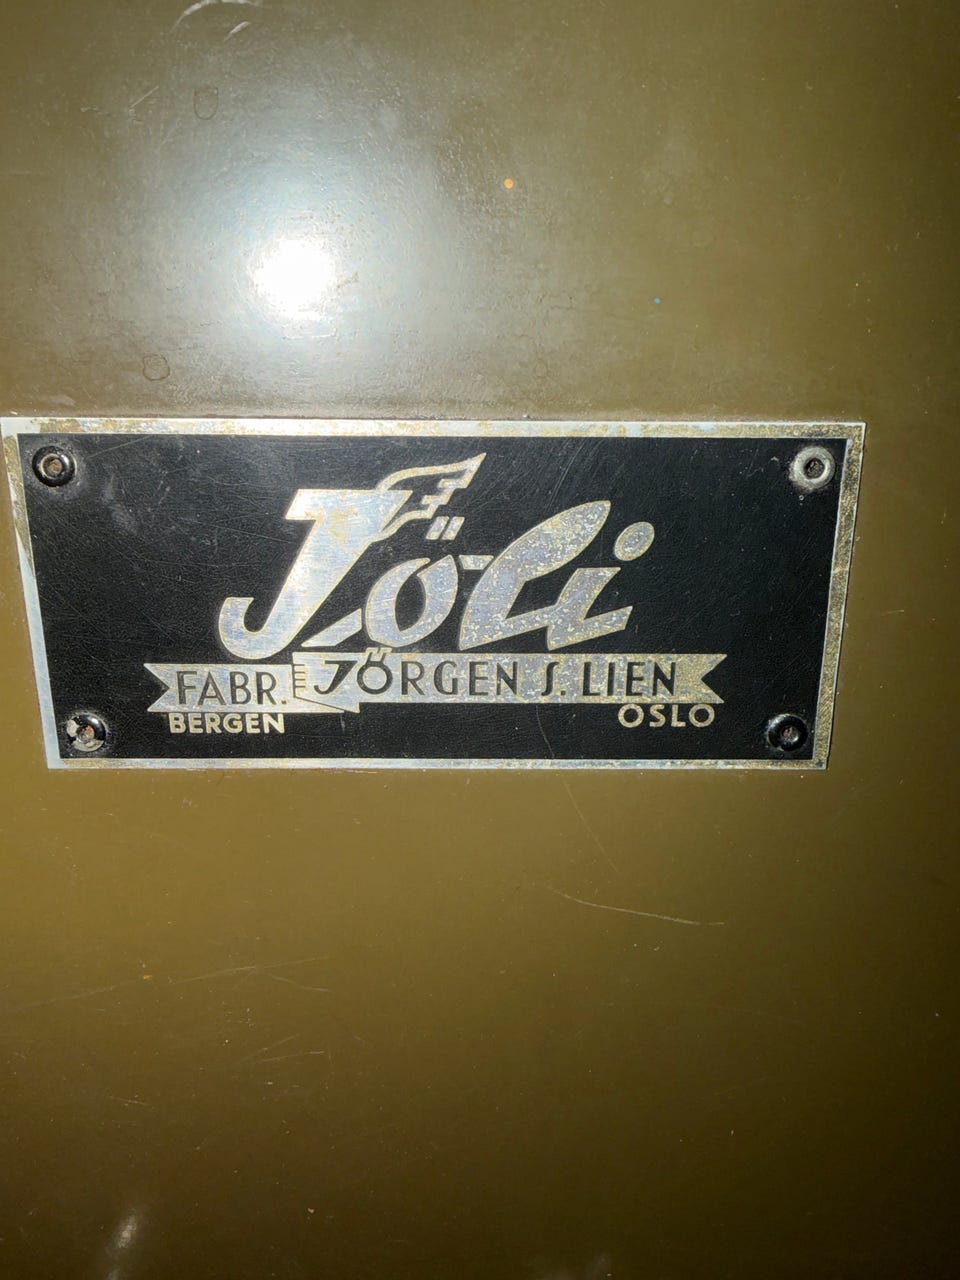 Jöli
FABR. JÖRGEN S. LIEN
BERGEN OSLO